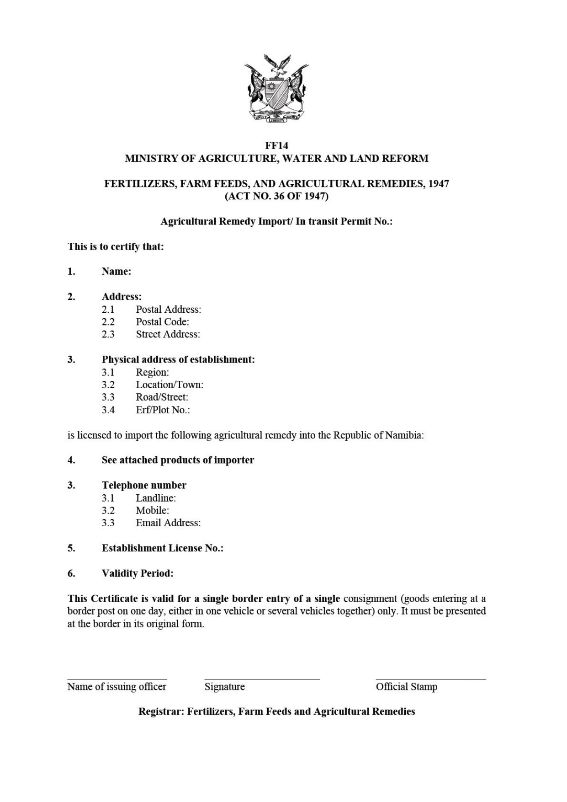 FF14
MINISTRY OF AGRICULTURE, WATER AND LAND REFORM
FERTILIZERS, FARM FEEDS, AND AGRICULTURAL REMEDIES, 1947
(ACT NO. 36 OF 1947)
Agricultural Remedy Import/ In transit Permit No.:
This is to certify that:
1. Name:
2. Address:
2.1 Postal Address:
2.2 Postal Code:
2.3 Street Address:
3. Physical address of establishment:
3.1 Region:
3.2 Location/Town:
3.3 Road/Street:
3.4 Erf/Plot No.:
is licensed to import the following agricultural remedy into the Republic of Namibia:
4. See attached products of importer
3. Telephone number
3.1 Landline:
3.2 Mobile:
3.3 Email Address:
5. Establishment License No.:
6. Validity Period:
This Certificate is valid for a single border entry of a single consignment (goods entering at a
border post on one day, either in one vehicle or several vehicles together) only. It must be presented
at the border in its original form.
Name of issuing officer Signature Official Stamp
Registrar: Fertilizers, Farm Feeds and Agricultural Remedies